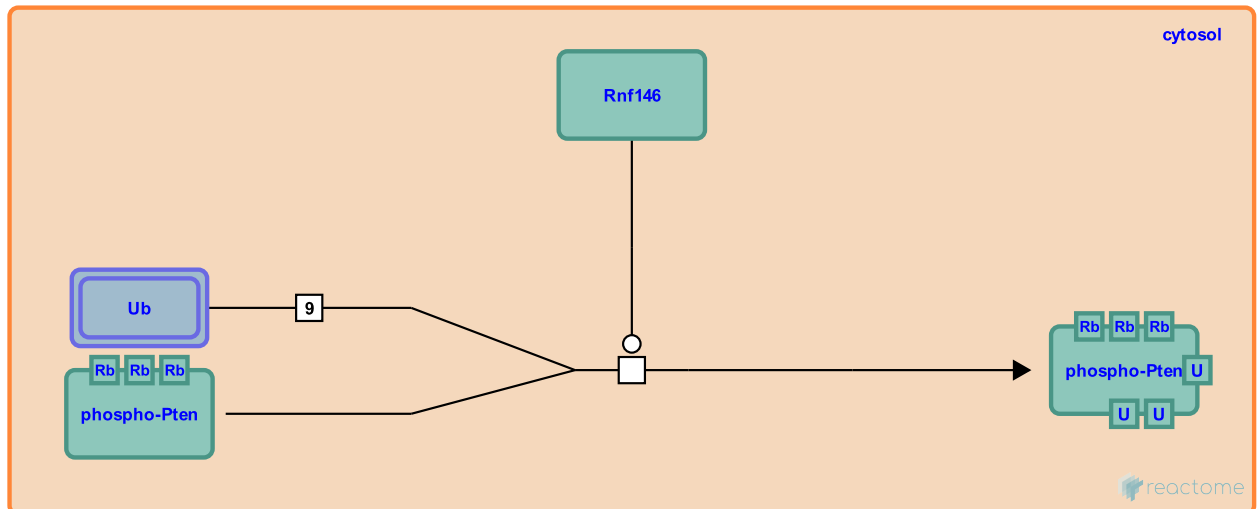 cytosol
Rnf146
Ub
9
Rb Rb Rb
phospho-Pten
Rb Rb Rb
phospho-Pten U
U U
reactome